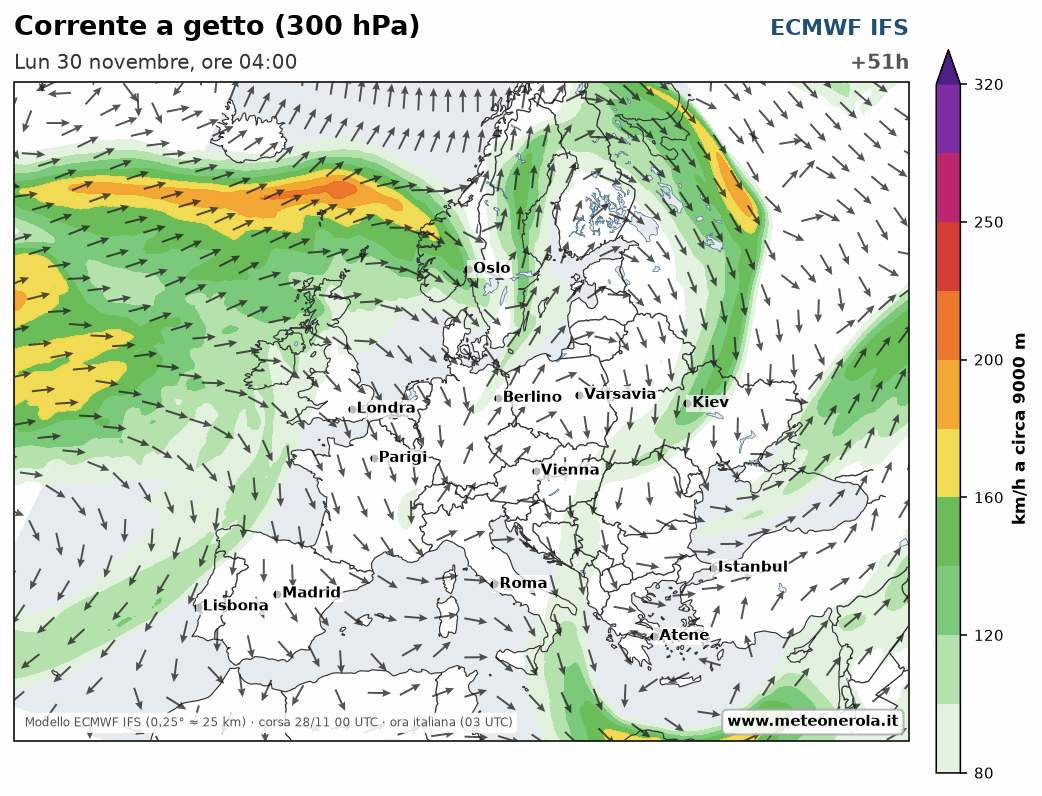 Corrente a getto (300 hPa)
ECMWF IFS
Lun 30 novembre, ore 04:00
+51h
320
250
200
160
120
80
km/h a circa 9000 m
Oslo
Berlino
Varsavia
Kiev
Londra
Parigi
Vienna
Istanbul
Roma
Madrid
Lisbona
Atene
Modello ECMWF IFS (0,25° ≈ 25 km) · corsa 28/11 00 UTC · ora italiana (03 UTC)
www.meteonerola.it